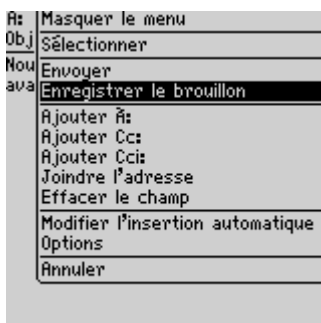 A:
Obj
Nou
ava
Masquer le menu
Sélectionner
Envoyer
Enregistrer le brouillon
Ajouter À:
Ajouter Cc:
Ajouter Cci:
Joindre l'adresse
Effacer le champ
Modifier l'insertion automatique
Options
Annuler